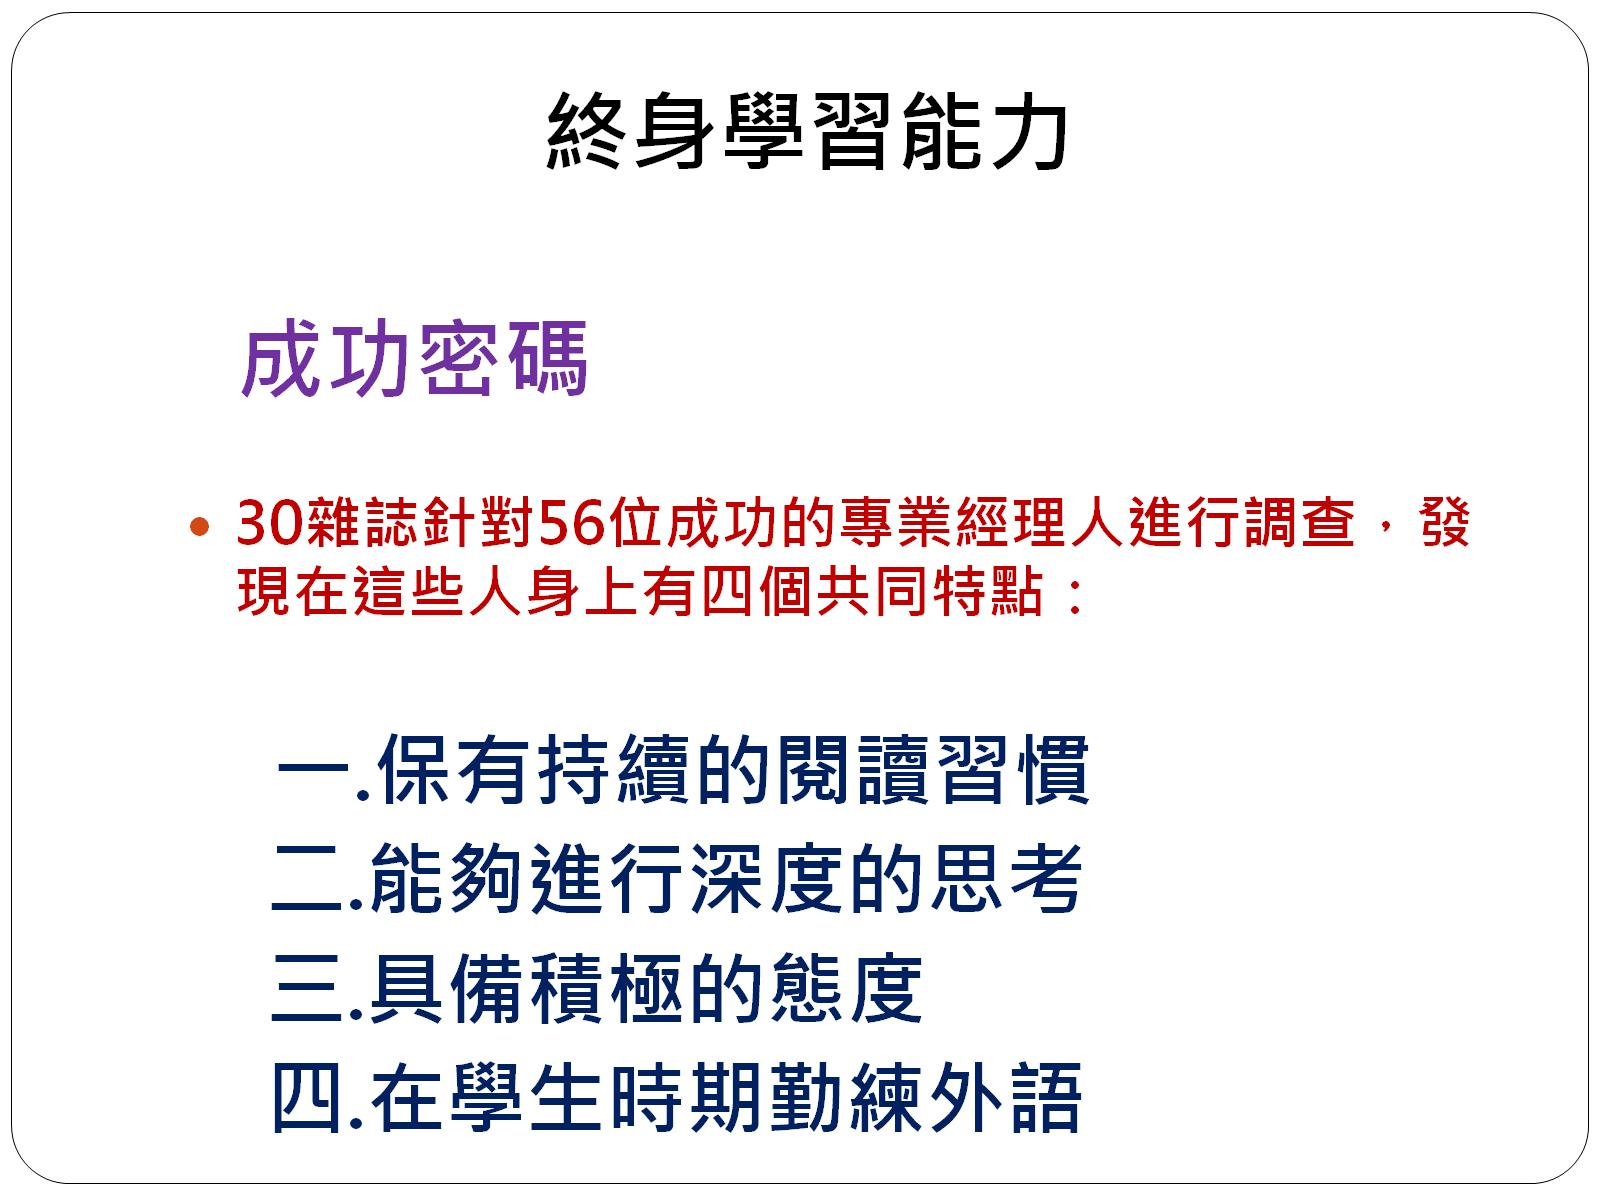 終身學習能力
成功密碼
30雜誌針對56位成功的專業經理人進行調查，發
現在這些人身上有四個共同特點：
一.保有持續的閱讀習慣
二.能夠進行深度的思考
三.具備積極的態度
四.在學生時期勤練外語